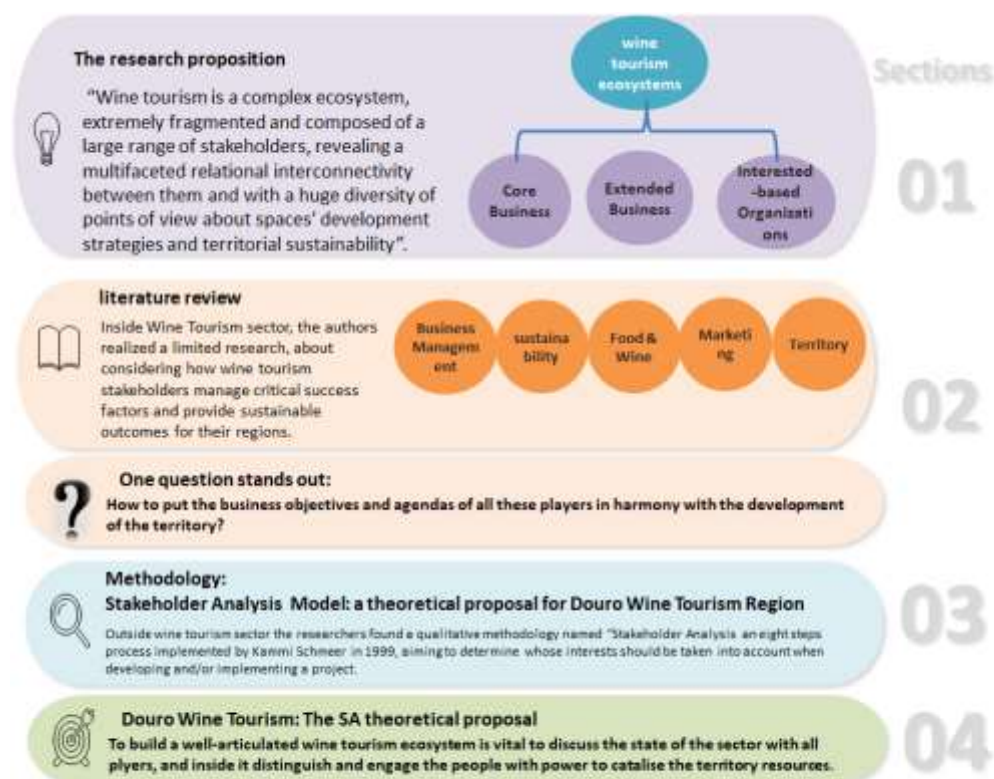 The research proposition
"Wine tourism is a complex ecosystem,
extremely fragmented and composed of a
large range of stakeholders, revealing a
multifaceted relational interconnectivity
between them and with a huge diversity of
points of view about spaces' development
strategies and territorial sustainability".
wine
tourism
ecosystems
Core
Business
Extended
Business
Interested
-based
Organizati
ons
Sections
01
literature review
Inside Wine Tourism sector, the authors
realized a limited research, about
considering how wine tourism
stakeholders manage critical success
factors and provide sustainable
outcomes for their regions.
Business
Managem
ent
sustaina
bility
Food &
Wine
Marketi
ng
Territory
02
?
One question stands out:
How to put the business objectives and agendas of all these players in harmony with the development
of the territory?
Methodology:
Stakeholder Analysis Model: a theoretical proposal for Douro Wine Tourism Region
Outside wine tourism sector the researchers found a qualitative methodology named "Stakeholder Analysis an eight steps
process implemented by Kammi Schmeer in 1999, aiming to determine whose interests should be taken into account when
developing and/or implementing a project.
03
Douro Wine Tourism: The SA theoretical proposal
To build a well-articulated wine tourism ecosystem is vital to discuss the state of the sector with all
plyers, and inside it distinguish and engage the people with power to catalise the territory resources.
04